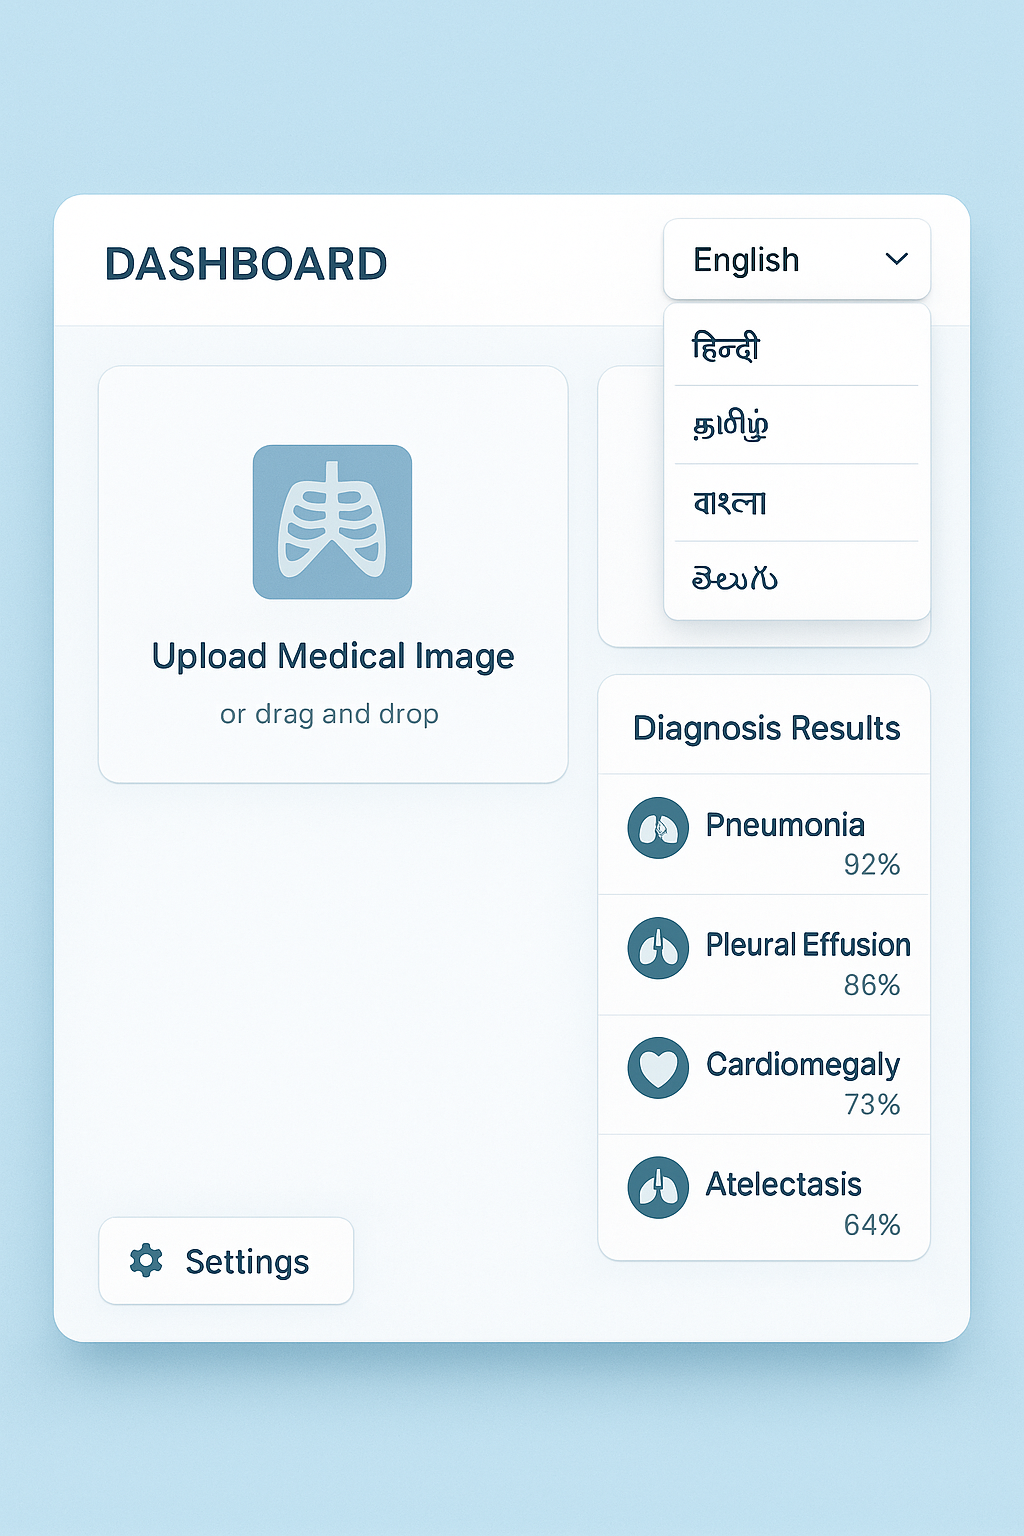 DASHBOARD
English
हिन्दी
தமிழ்
বাংলা
తెలుగు
Upload Medical Image
or drag and drop
Diagnosis Results
Pneumonia
92%
Pleural Effusion
86%
Cardiomegaly
73%
Atelectasis
64%
Settings